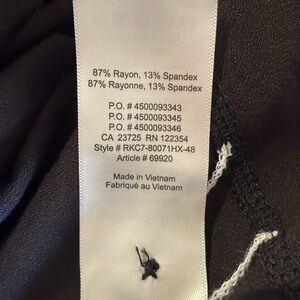 87% Rayon, 13% Spandex
87% Rayonne, 13% Spandex
P.O. # 4500093343
P.O. # 4500093345
P.O. # 4500093346
CA 23725 RN 122354
Style # RKC7-80071HX-48
Article # 69920
Made in Vietnam
Fabriqué au Vietnam